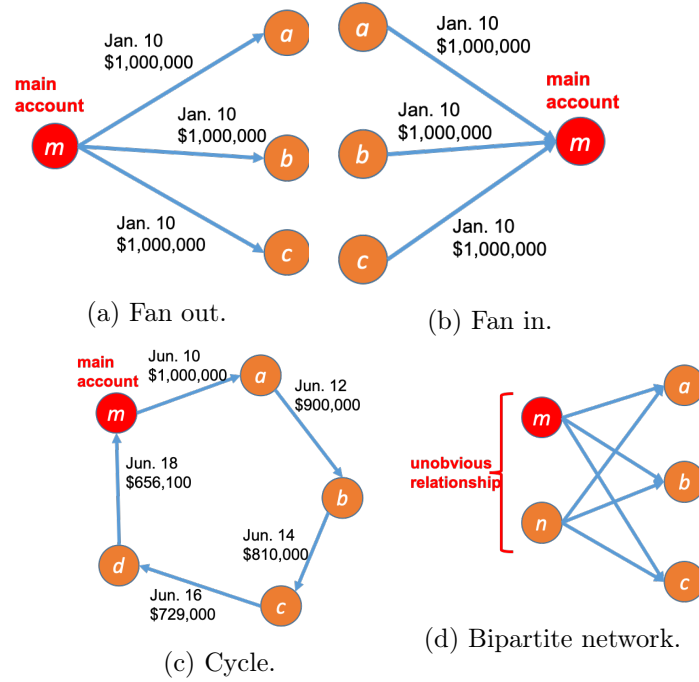 Jan. 10
$1,000,000
a
main
account
m
Jan. 10
$1,000,000
b
Jan. 10
$1,000,000
c
(a) Fan out.
a
Jan. 10
$1,000,000
main
account
b
Jan. 10
$1,000,000
m
c
Jan. 10
$1,000,000
(b) Fan in.
main
account
m
Jun. 10
$1,000,000
a
Jun. 12
$900,000
b
Jun. 14
$810,000
c
Jun. 16
$729,000
d
Jun. 18
$656,100
(c) Cycle.
unobvious
relationship
m
n
a
b
c
(d) Bipartite network.